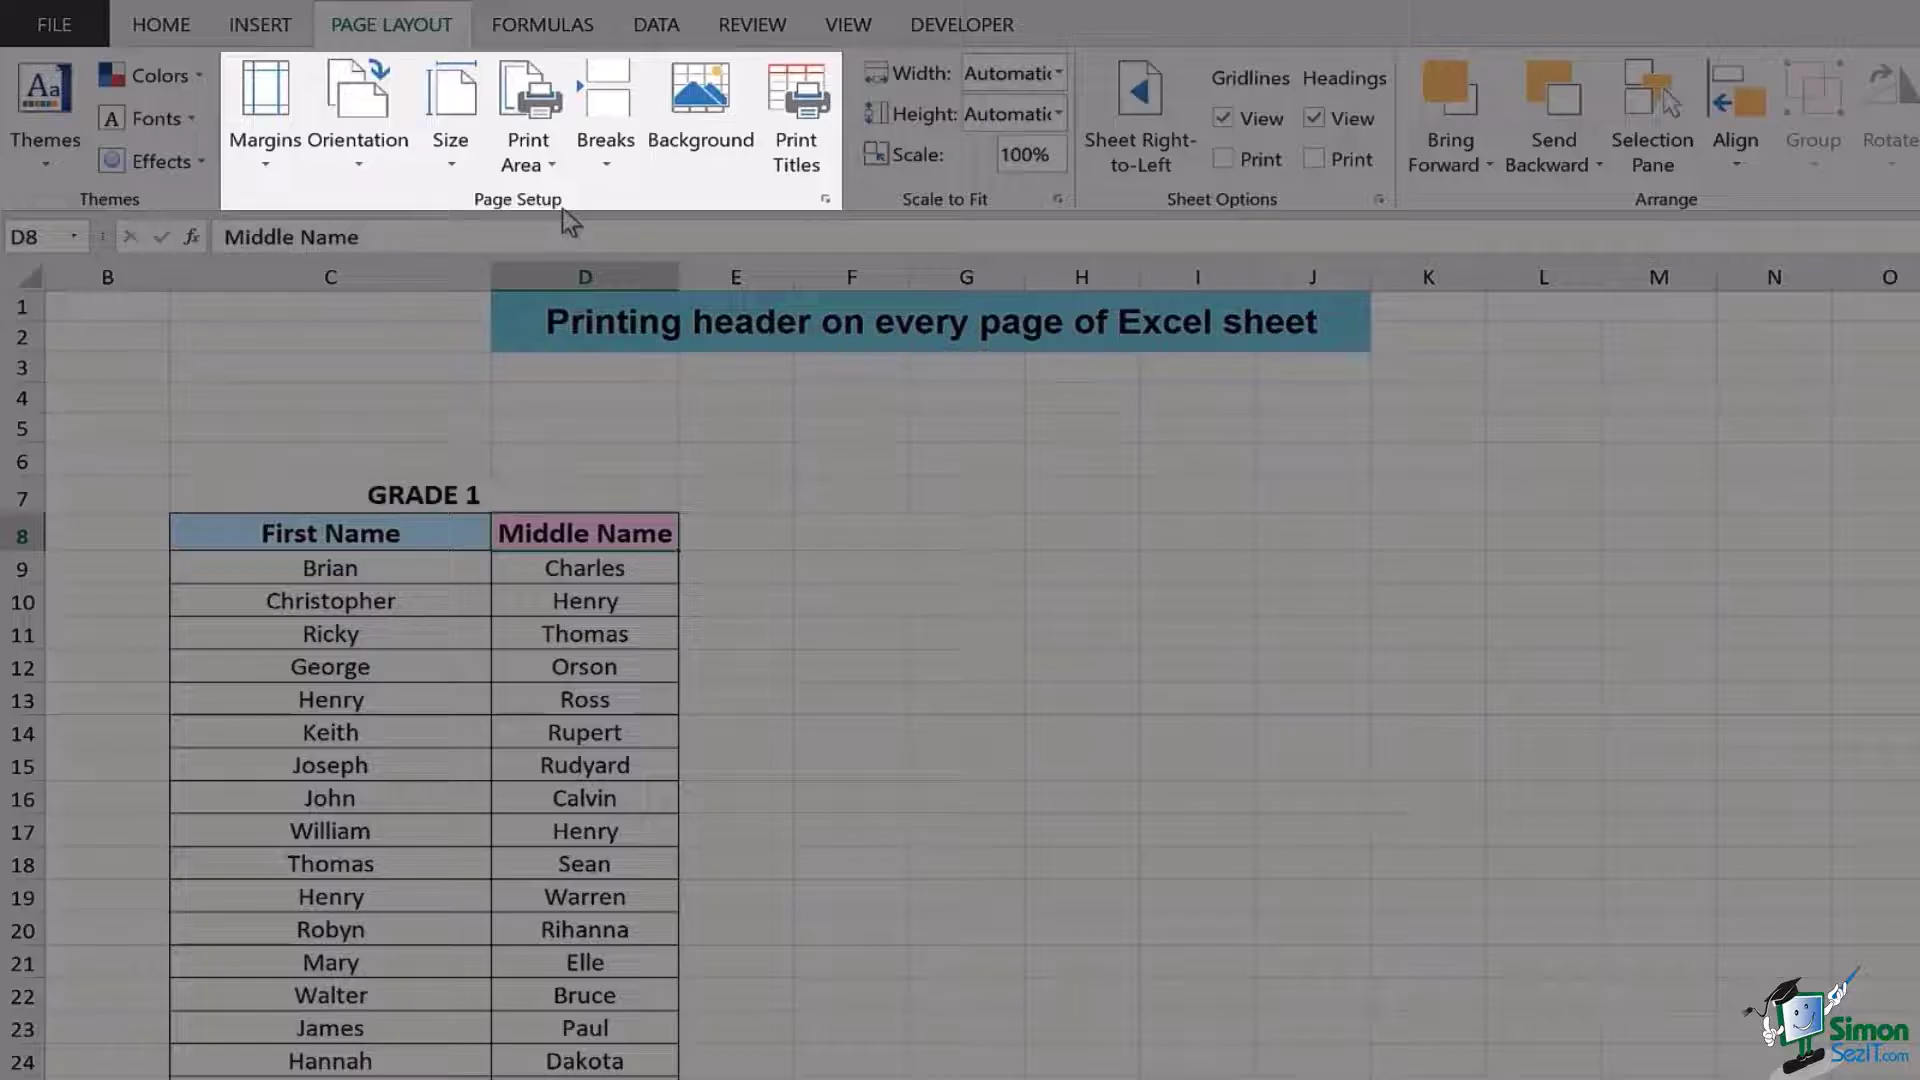 FILE HOME INSERT PAGE LAYOUT FORMULAS DATA REVIEW VIEW DEVELOPER
Aa Colors Width: Automatic Gridlines Headings
A Fonts Height: Automatic View View
Themes Margins Orientation Size Print Area Breaks Background Print Titles Sheet Right-to-Left Bring Forward Send Backward Selection Pane Align Group Rotate
Effects Scale: 100% Print Print
Themes Page Setup Scale to Fit Sheet Options Arrange
D8 fx Middle Name
B C D E F G H I J K L M N O
1
Printing header on every page of Excel sheet
2
3
4
5
6
7 GRADE 1
8 First Name Middle Name
9 Brian Charles
10 Christopher Henry
11 Ricky Thomas
12 George Orson
13 Henry Ross
14 Keith Rupert
15 Joseph Rudyard
16 John Calvin
17 William Henry
18 Thomas Sean
19 Henry Warren
20 Robyn Rihanna
21 Mary Elle
22 Walter Bruce
23 James Paul
24 Hannah Dakota
Simon
SezIT.com